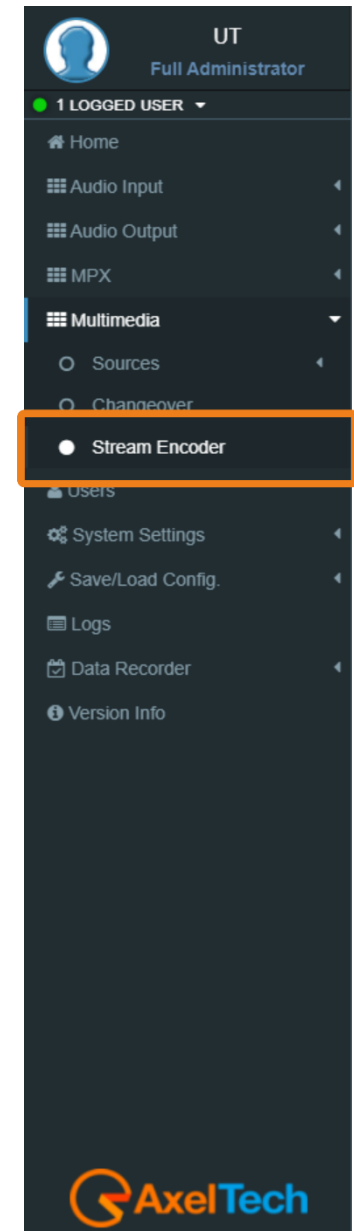 UT
Full Administrator
1 LOGGED USER
Home
Audio Input
Audio Output
MPX
Multimedia
Sources
Changeover
Stream Encoder
Users
System Settings
Save/Load Config.
Logs
Data Recorder
Version Info
AxelTech